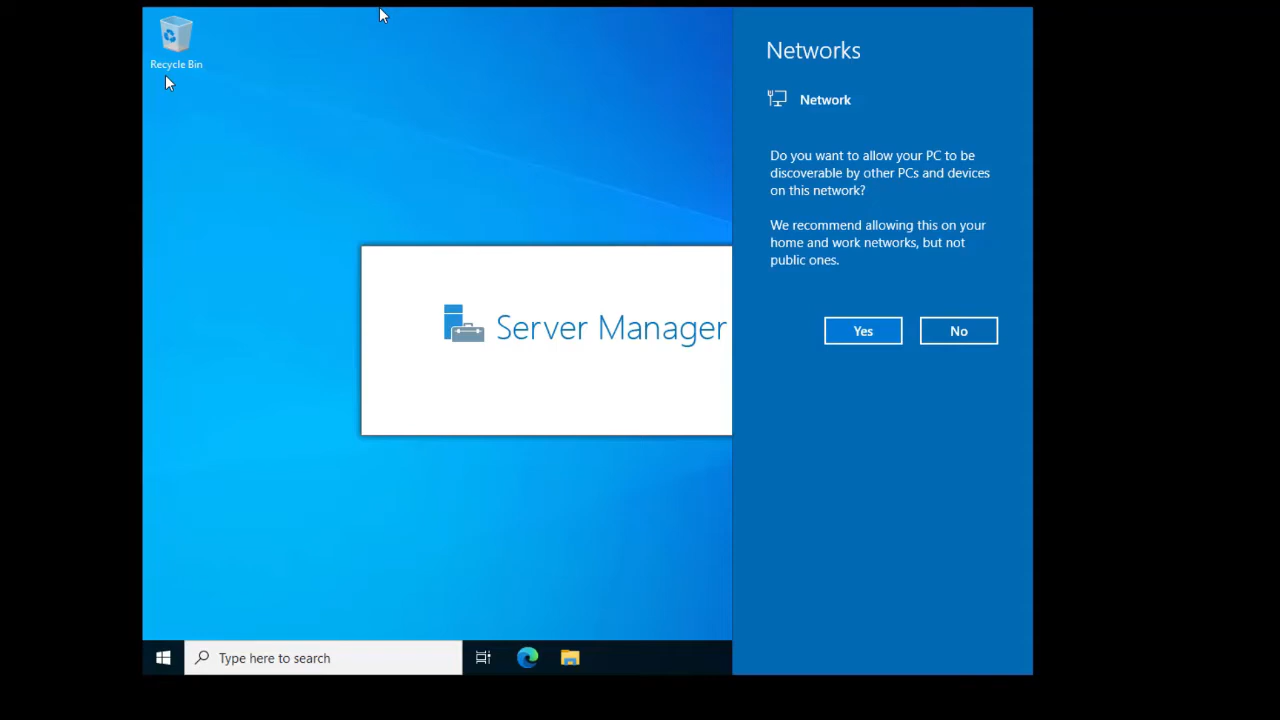 Recycle Bin
Server Manager
Networks
Network
Do you want to allow your PC to be
discoverable by other PCs and devices
on this network?
We recommend allowing this on your
home and work networks, but not
public ones.
Yes
No
Type here to search